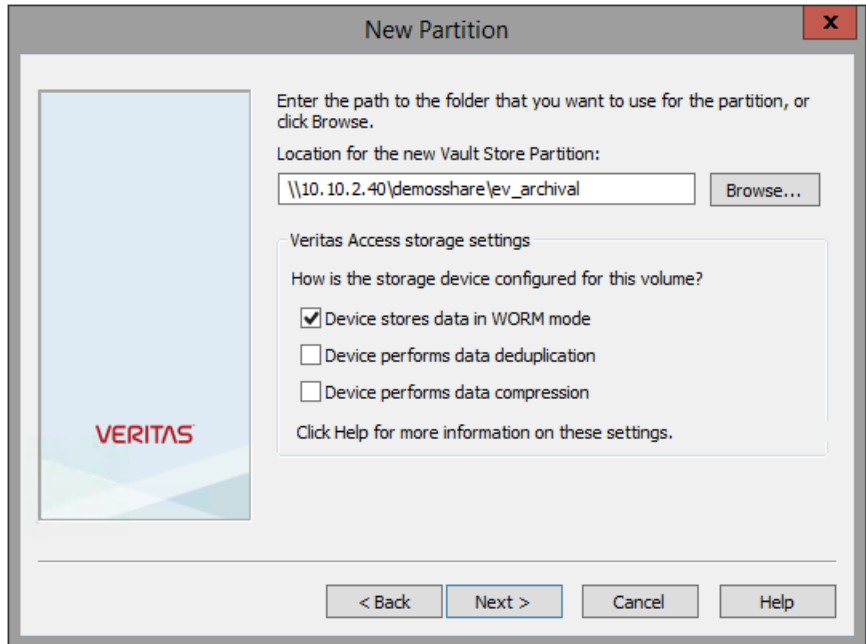 New Partition
x
Enter the path to the folder that you want to use for the partition, or
click Browse.
Location for the new Vault Store Partition:
\\10.10.2.40\demosshare\ev_archival
Browse...
Veritas Access storage settings
How is the storage device configured for this volume?
Device stores data in WORM mode
Device performs data deduplication
Device performs data compression
VERITAS
Click Help for more information on these settings.
< Back
Next >
Cancel
Help